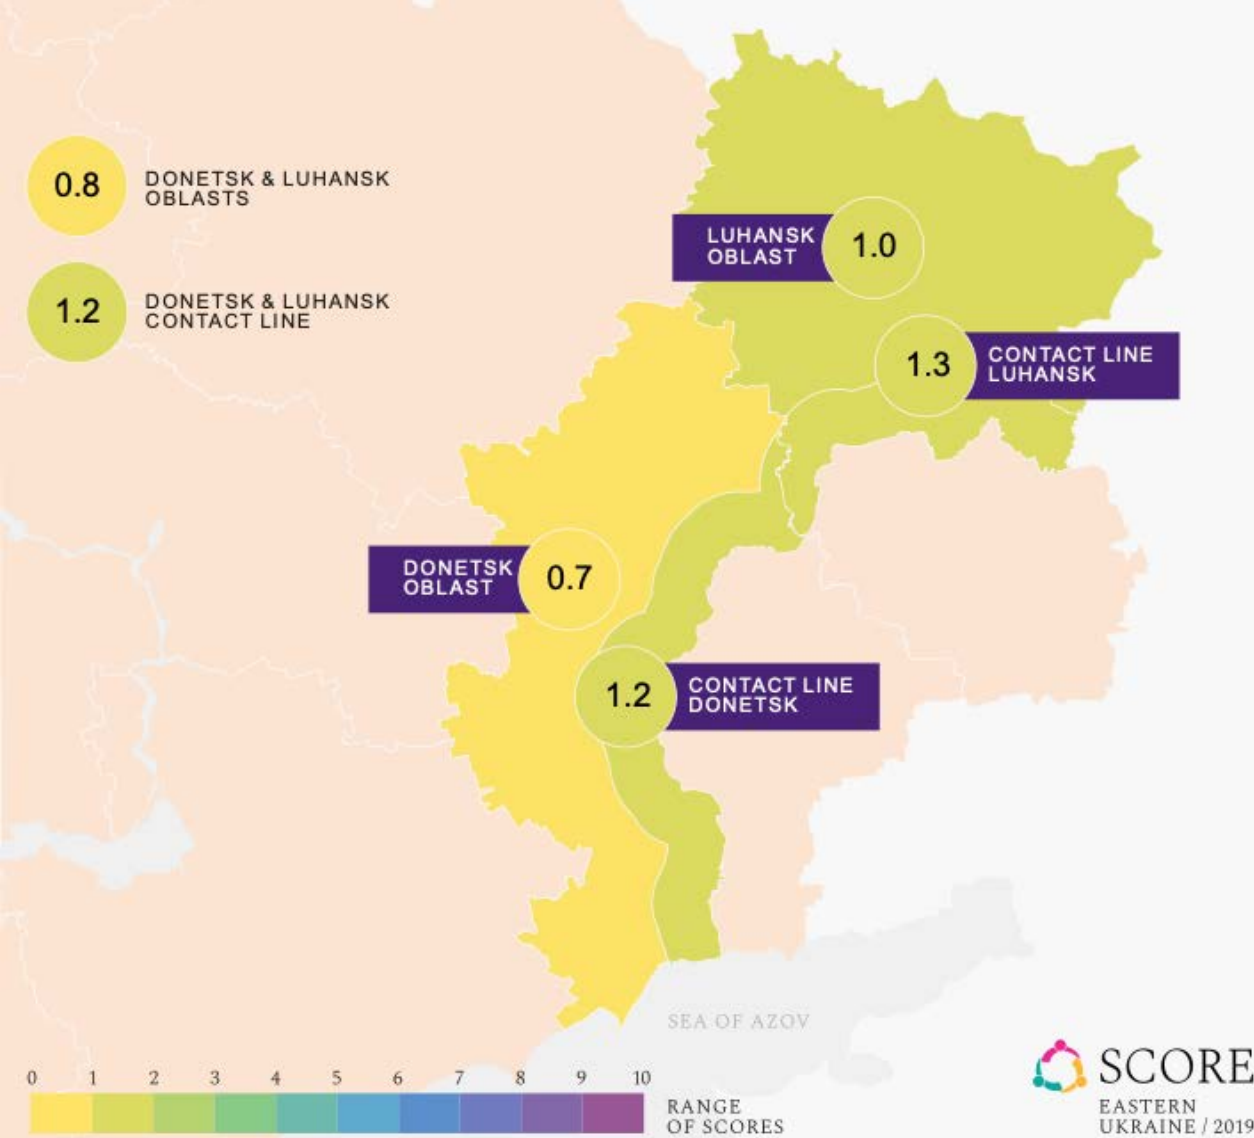 0.8
DONETSK & LUHANSK
OBLASTS
1.2
DONETSK & LUHANSK
CONTACT LINE
LUHANSK
OBLAST
1.0
1.3
CONTACT LINE
LUHANSK
DONETSK
OBLAST
0.7
1.2
CONTACT LINE
DONETSK
SEA OF AZOV
0 1 2 3 4 5 6 7 8 9 10
RANGE
OF SCORES
SCORE
EASTERN
UKRAINE / 2019